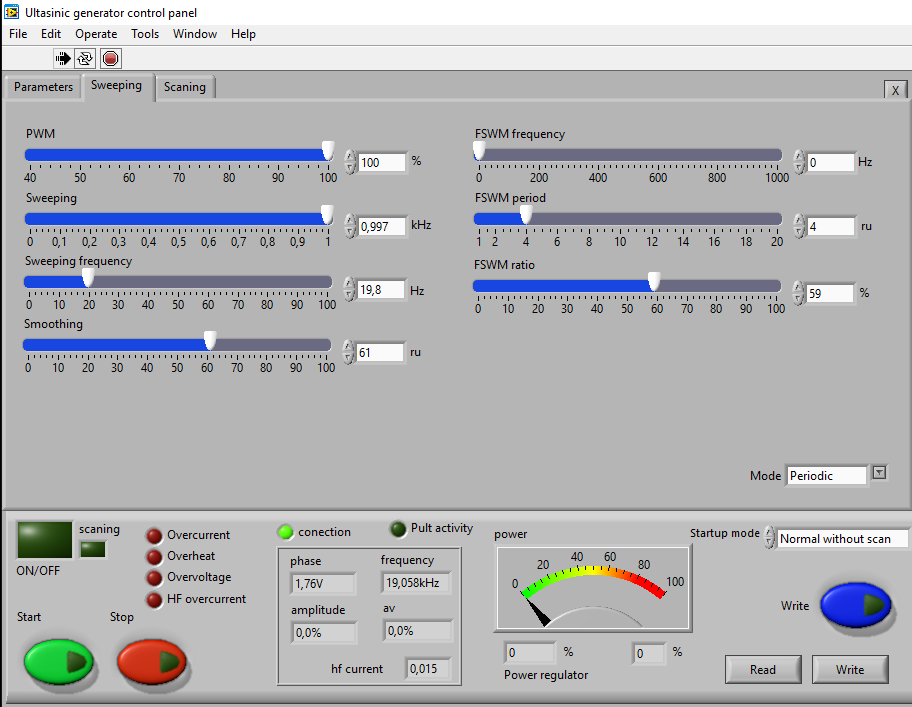 Ultasinic generator control panel
File Edit Operate Tools Window Help
Parameters Sweeping Scaning X
PWM
100 %
40 50 60 70 80 90 100
Sweeping
0,997 kHz
0 0,1 0,2 0,3 0,4 0,5 0,6 0,7 0,8 0,9 1
Sweeping frequency
19,8 Hz
0 10 20 30 40 50 60 70 80 90 100
Smoothing
61 ru
0 10 20 30 40 50 60 70 80 90 100
FSWM frequency
0 Hz
0 200 400 600 800 1000
FSWM period
4 ru
1 2 4 6 8 10 12 14 16 18 20
FSWM ratio
59 %
0 10 20 30 40 50 60 70 80 90 100
Mode Periodic
ON/OFF
scaning
Overcurrent
Overheat
Overvoltage
HF overcurrent
Start Stop
conection Pult activity
phase frequency
1,76V 19,058kHz
amplitude av
0,0% 0,0%
hf current 0,015
power
0 20 40 60 80 100
0 % 0 %
Power regulator
Startup mode Normal without scan
Write
Read Write